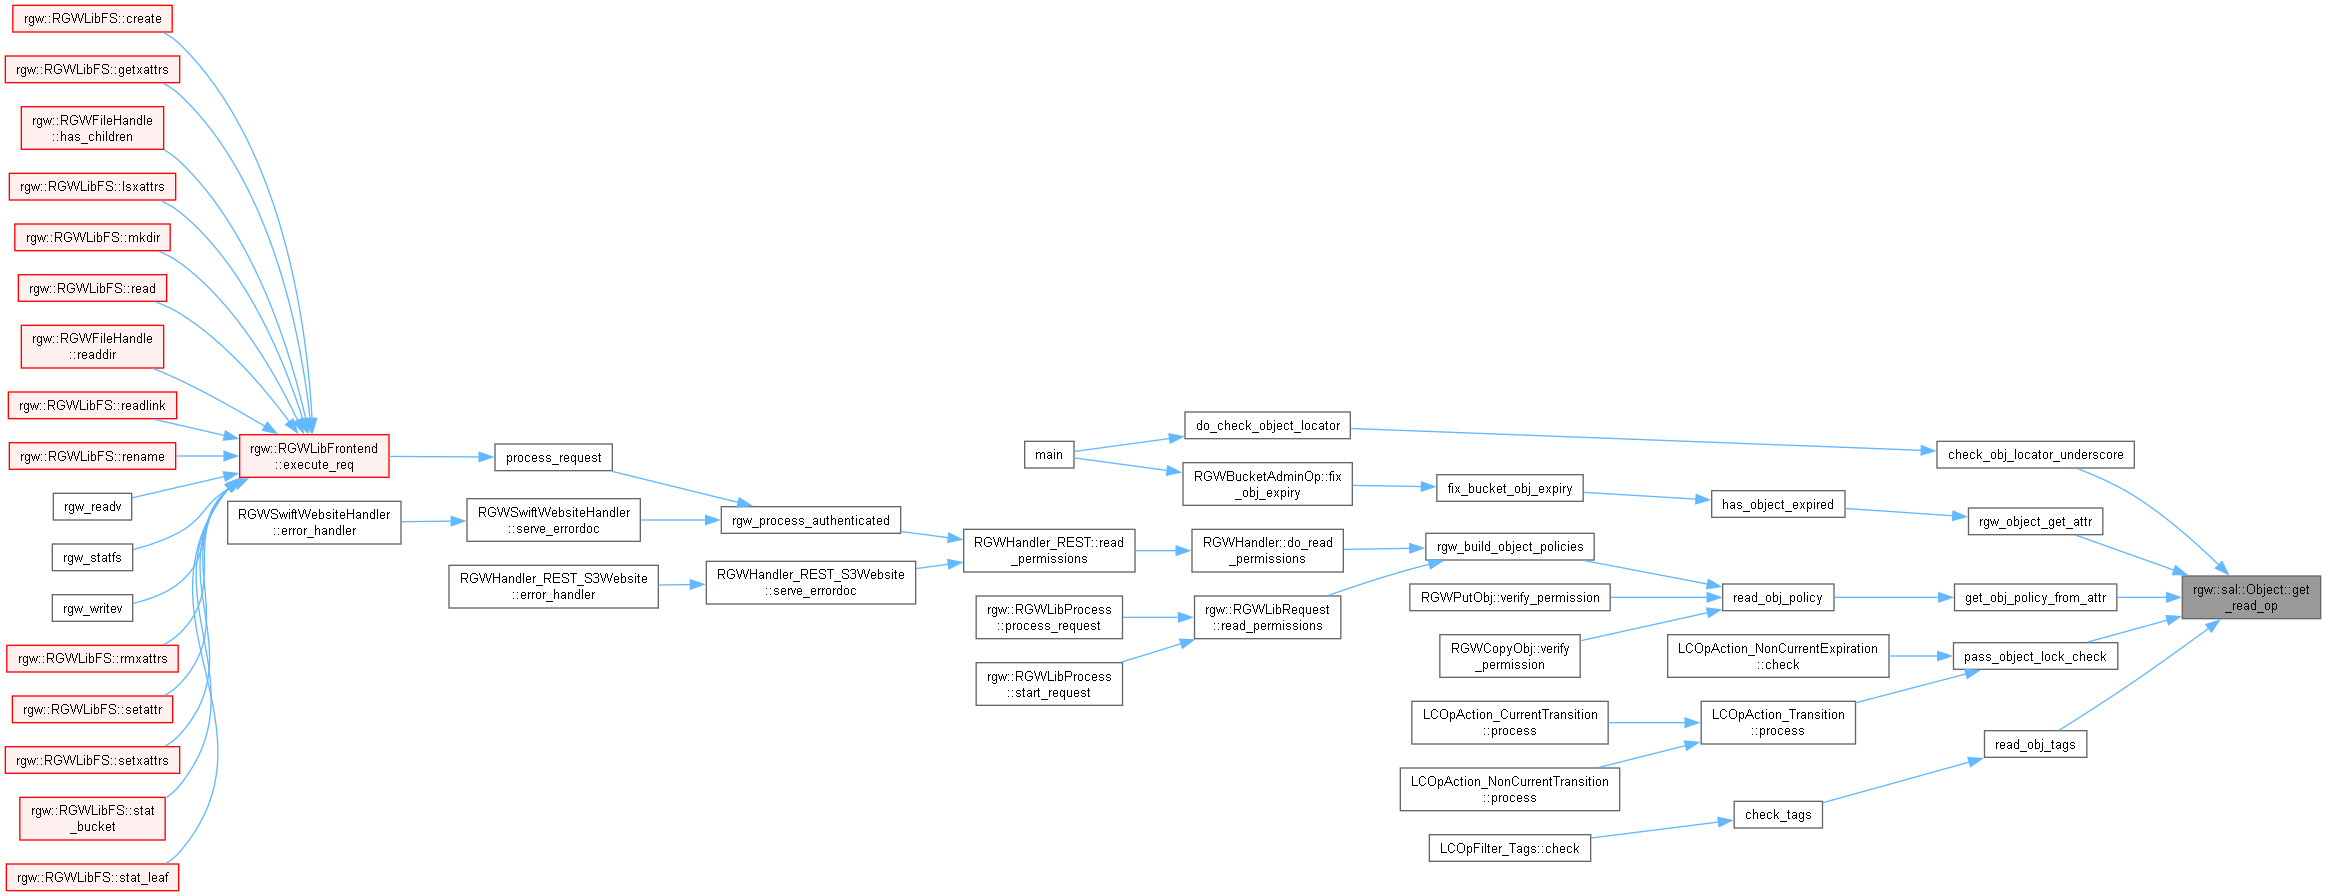 rgw::RGWLibFS::create
rgw::RGWLibFS::getxattrs
rgw::RGWFileHandle
::has_children
rgw::RGWLibFS::lsxattrs
rgw::RGWLibFS::mkdir
rgw::RGWLibFS::read
rgw::RGWFileHandle
::readdir
rgw::RGWLibFS::readlink
rgw::RGWLibFS::rename
rgw_readv
rgw_statfs
rgw_writev
rgw::RGWLibFS::rmxattrs
rgw::RGWLibFS::setattr
rgw::RGWLibFS::setxattrs
rgw::RGWLibFS::stat
_bucket
rgw::RGWLibFS::stat_leaf
rgw::RGWLibFrontend
::execute_req
RGWSwiftWebsiteHandler
::error_handler
process_request
RGWSwiftWebsiteHandler
::serve_errordoc
RGWHandler_REST_S3Website
::error_handler
rgw_process_authenticated
RGWHandler_REST_S3Website
::serve_errordoc
main
RGWHandler_REST::read
_permissions
rgw::RGWLibProcess
::process_request
rgw::RGWLibProcess
::start_request
do_check_object_locator
RGWBucketAdminOp::fix
_obj_expiry
RGWHandler::do_read
_permissions
rgw::RGWLibRequest
::read_permissions
fix_bucket_obj_expiry
rgw_build_object_policies
RGWPutObj::verify_permission
RGWCopyObj::verify
_permission
LCOpAction_CurrentTransition
::process
LCOpAction_NonCurrentTransition
::process
LCOpFilter_Tags::check
has_object_expired
read_obj_policy
LCOpAction_NonCurrentExpiration
::check
LCOpAction_Transition
::process
check_tags
check_obj_locator_underscore
rgw_object_get_attr
get_obj_policy_from_attr
pass_object_lock_check
read_obj_tags
rgw::sal::Object::get
_read_op